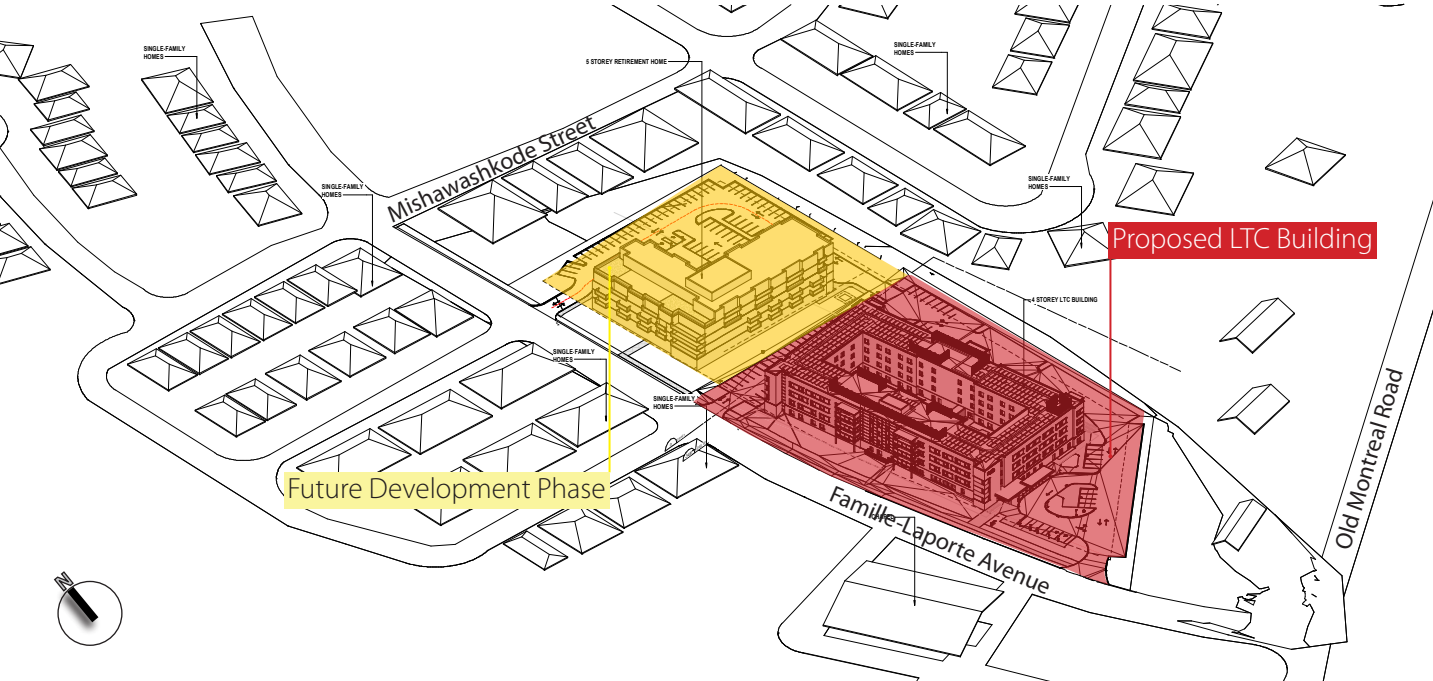 SINGLE-FAMILY
HOMES
SINGLE-FAMILY
HOMES
5 STOREY RETIREMENT HOME
Mishawashkode Street
SINGLE-FAMILY
HOMES
SINGLE-FAMILY
HOMES
Proposed LTC Building
4 STOREY LTC BUILDING
SINGLE-FAMILY
HOMES
SINGLE-FAMILY
HOMES
Future Development Phase
Famille-Laporte Avenue
Old Montreal Road
N